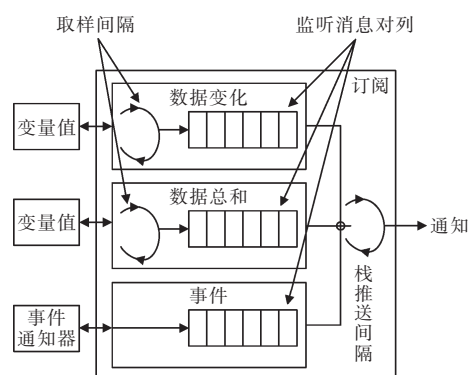 取样间隔
监听消息对列
订阅
数据变化
变量值
数据总和
变量值
通知
事件
事件
通知器
栈推送间隔